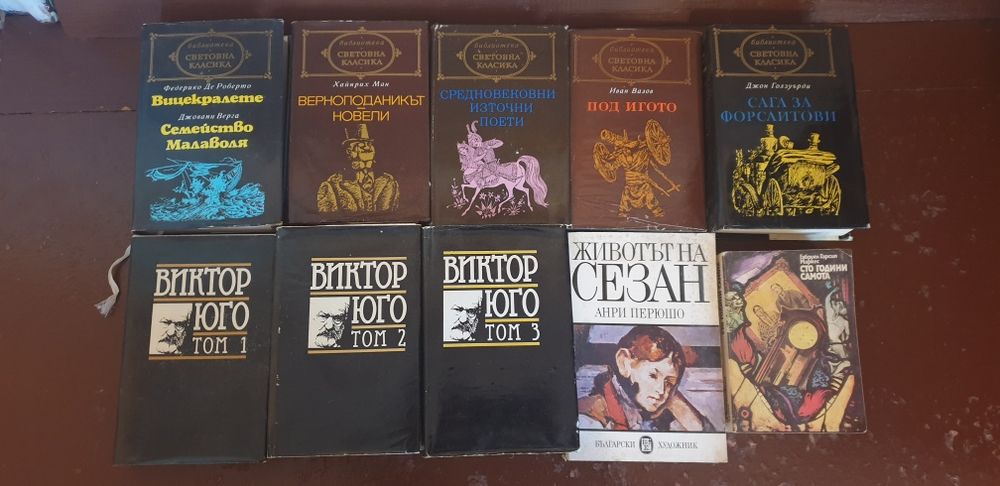 библиотека
СВЕТОВНА
КЛАСИКА
Федерико Де Роберто
Вицекралете
Джовани Верга
Семейство
Малаволя
библиотека
СВЕТОВНА
КЛАСИКА
Хайнрих Ман
ВЕРНОПОДАНИКЪТ
НОВЕЛИ
библиотека
СВЕТОВНА
КЛАСИКА
СРЕДНОВЕКОВНИ
ИЗТОЧНИ
ПОЕТИ
библиотека
СВЕТОВНА
КЛАСИКА
Иван Вазов
ПОД ИГОТО
библиотека
СВЕТОВНА
КЛАСИКА
Джон Голзуърди
САГА ЗА
ФОРСАЙТОВИ
ВИКТОР
ЮГО
ТОМ 1
ВИКТОР
ЮГО
ТОМ 2
ВИКТОР
ЮГО
ТОМ 3
ЖИВОТЪТ НА
СЕЗАН
АНРИ ПЕРЮШО
БЪЛГАРСКИ ХУДОЖНИК
Габриел Гарсия
Маркес
СТО ГОДИНИ
САМОТА